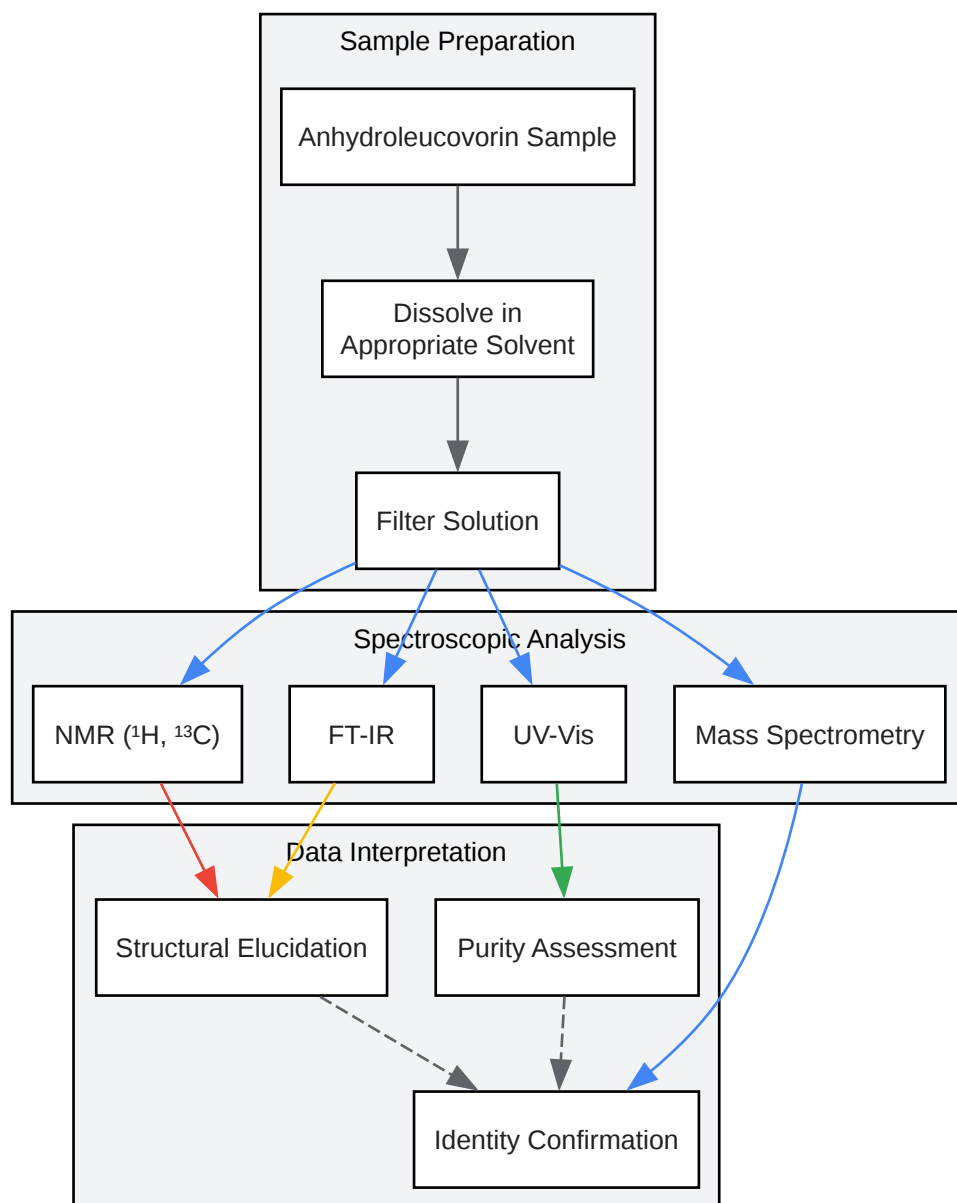 Sample Preparation
Anhydroleucovorin Sample
Dissolve in
Appropriate Solvent
Filter Solution
Spectroscopic Analysis
NMR (¹H, ¹³C)
FT-IR
UV-Vis
Mass Spectrometry
Data Interpretation
Structural Elucidation
Purity Assessment
Identity Confirmation